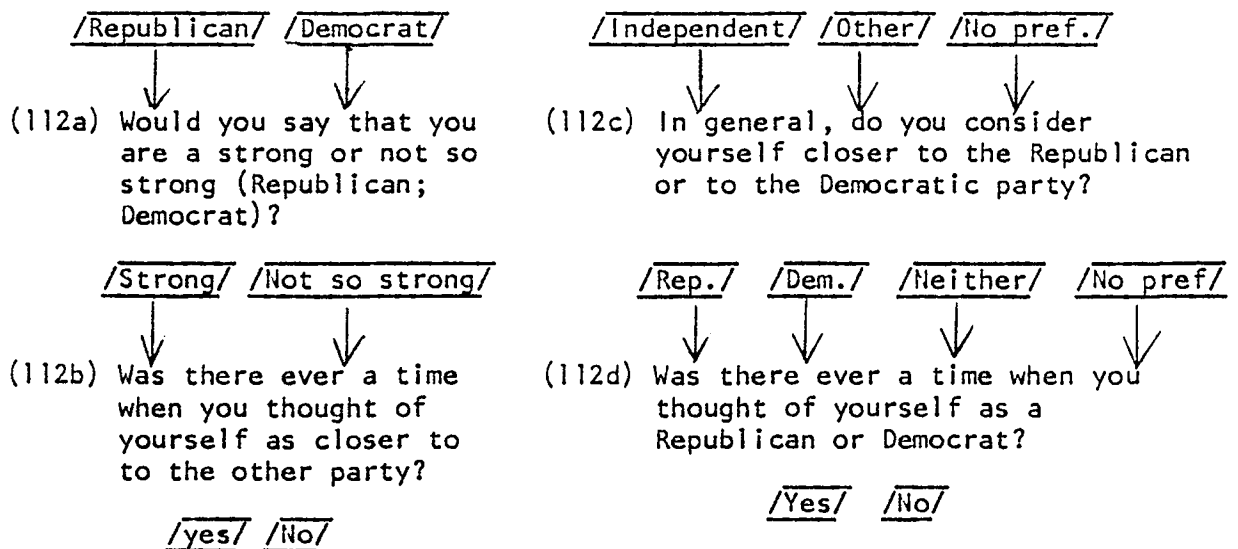 /Republican/ /Democrat/
(112a) Would you say that you
are a strong or not so
strong (Republican;
Democrat)?
/Strong/ /Not so strong/
(112b) Was there ever a time
when you thought of
yourself as closer to
to the other party?
/yes/ /No/
/Independent/ /Other/ /No pref./
(112c) In general, do you consider
yourself closer to the Republican
or to the Democratic party?
/Rep./ /Dem./ /Neither/ /No pref/
(112d) Was there ever a time when you
thought of yourself as a
Republican or Democrat?
/Yes/ /No/